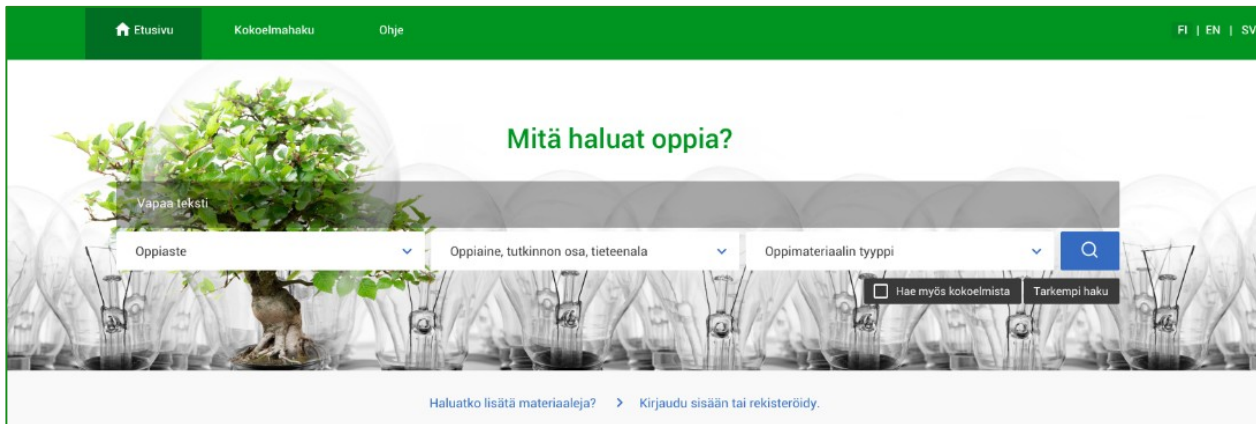 Etusivu Kokoelmahaku Ohje FI | EN | SV
Mitä haluat oppia?
Vapaa teksti
Oppiaste Oppiaine, tutkinnon osa, tieteenala Oppimateriaalin tyyppi
Hae myös kokoelmista Tarkempi haku
Haluatko lisätä materiaaleja? > Kirjaudu sisään tai rekisteröidy.